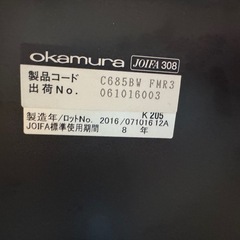 okamura JOIFA 308
製品コード C685BW FMR3
出荷No. 061016003
K205
製造年/ロットNo. 2016/07101612A
JOIFA標準使用期間 8 年